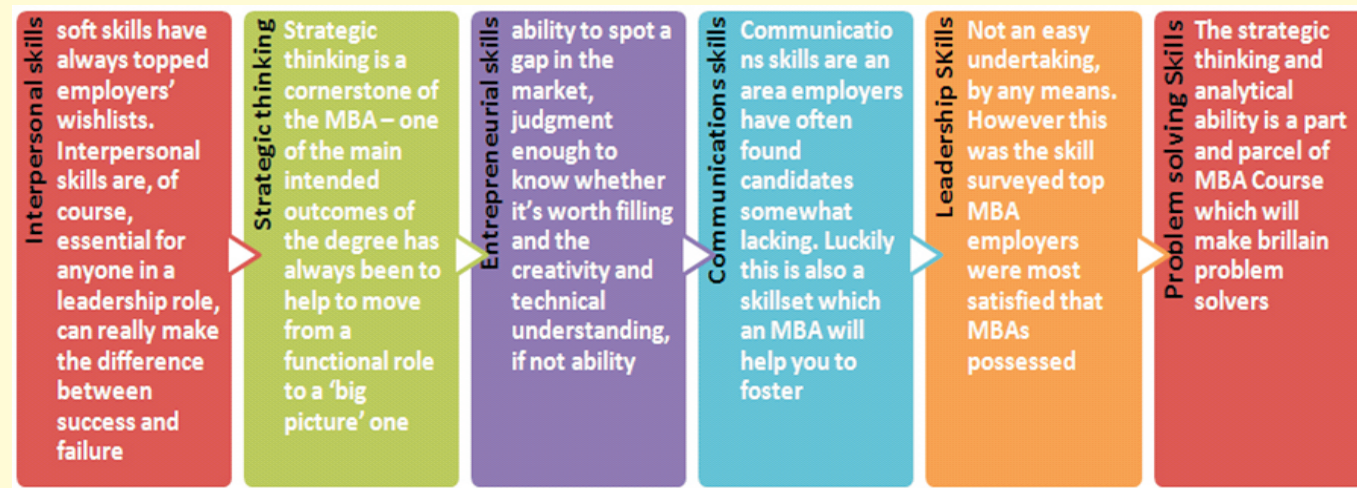 Interpersonal skills
soft skills have
always topped
employers’
wishlists.
Interpersonal
skills are, of
course,
essential for
anyone in a
leadership role,
can really make
the difference
between
success and
failure
Strategic thinking
Strategic
thinking is a
cornerstone of
the MBA – one
of the main
intended
outcomes of
the degree has
always been to
help to move
from a
functional role
to a ‘big
picture’ one
Entrepreneurial skills
ability to spot a
gap in the
market,
judgment
enough to
know whether
it’s worth filling
and the
creativity and
technical
understanding,
if not ability
Communications skills
Communicatio
ns skills are an
area employers
have often
found
candidates
somewhat
lacking. Luckily
this is also a
skillset which
an MBA will
help you to
foster
Leadership Skills
Not an easy
undertaking,
by any means.
However this
was the skill
surveyed top
MBA
employers
were most
satisfied that
MBAs
possessed
Problem solving Skills
The strategic
thinking and
analytical
ability is a part
and parcel of
MBA Course
which will
make brillain
problem
solvers